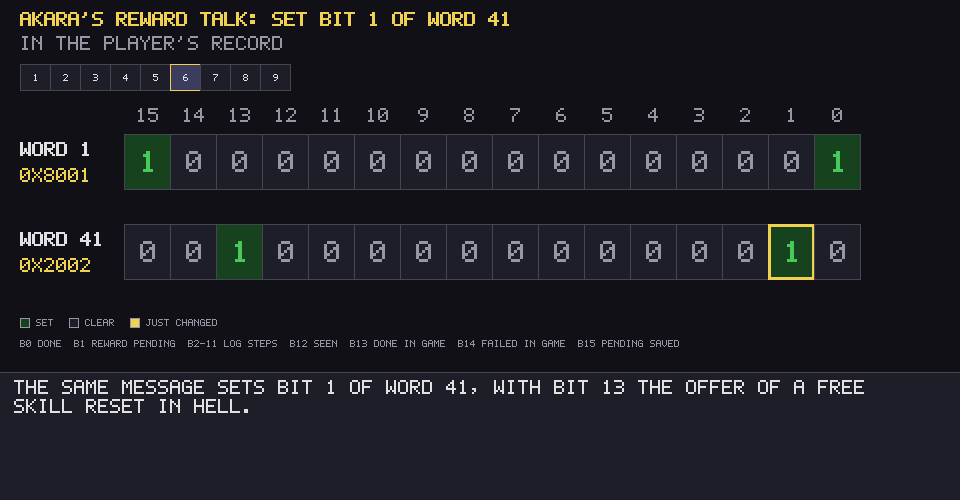 AKARA'S REWARD TALK: SET BIT 1 OF WORD 41
IN THE PLAYER'S RECORD
1 2 3 4 5 6 7 8 9
15 14 13 12 11 10 9 8 7 6 5 4 3 2 1 0
WORD 1
0X8001
1 0 0 0 0 0 0 0 0 0 0 0 0 0 0 1
WORD 41
0X2002
0 0 1 0 0 0 0 0 0 0 0 0 0 0 1 0
SET CLEAR JUST CHANGED
B0 DONE B1 REWARD PENDING B2-11 LOG STEPS B12 SEEN B13 DONE IN GAME B14 FAILED IN GAME B15 PENDING SAVED
THE SAME MESSAGE SETS BIT 1 OF WORD 41, WITH BIT 13 THE OFFER OF A FREE
SKILL RESET IN HELL.